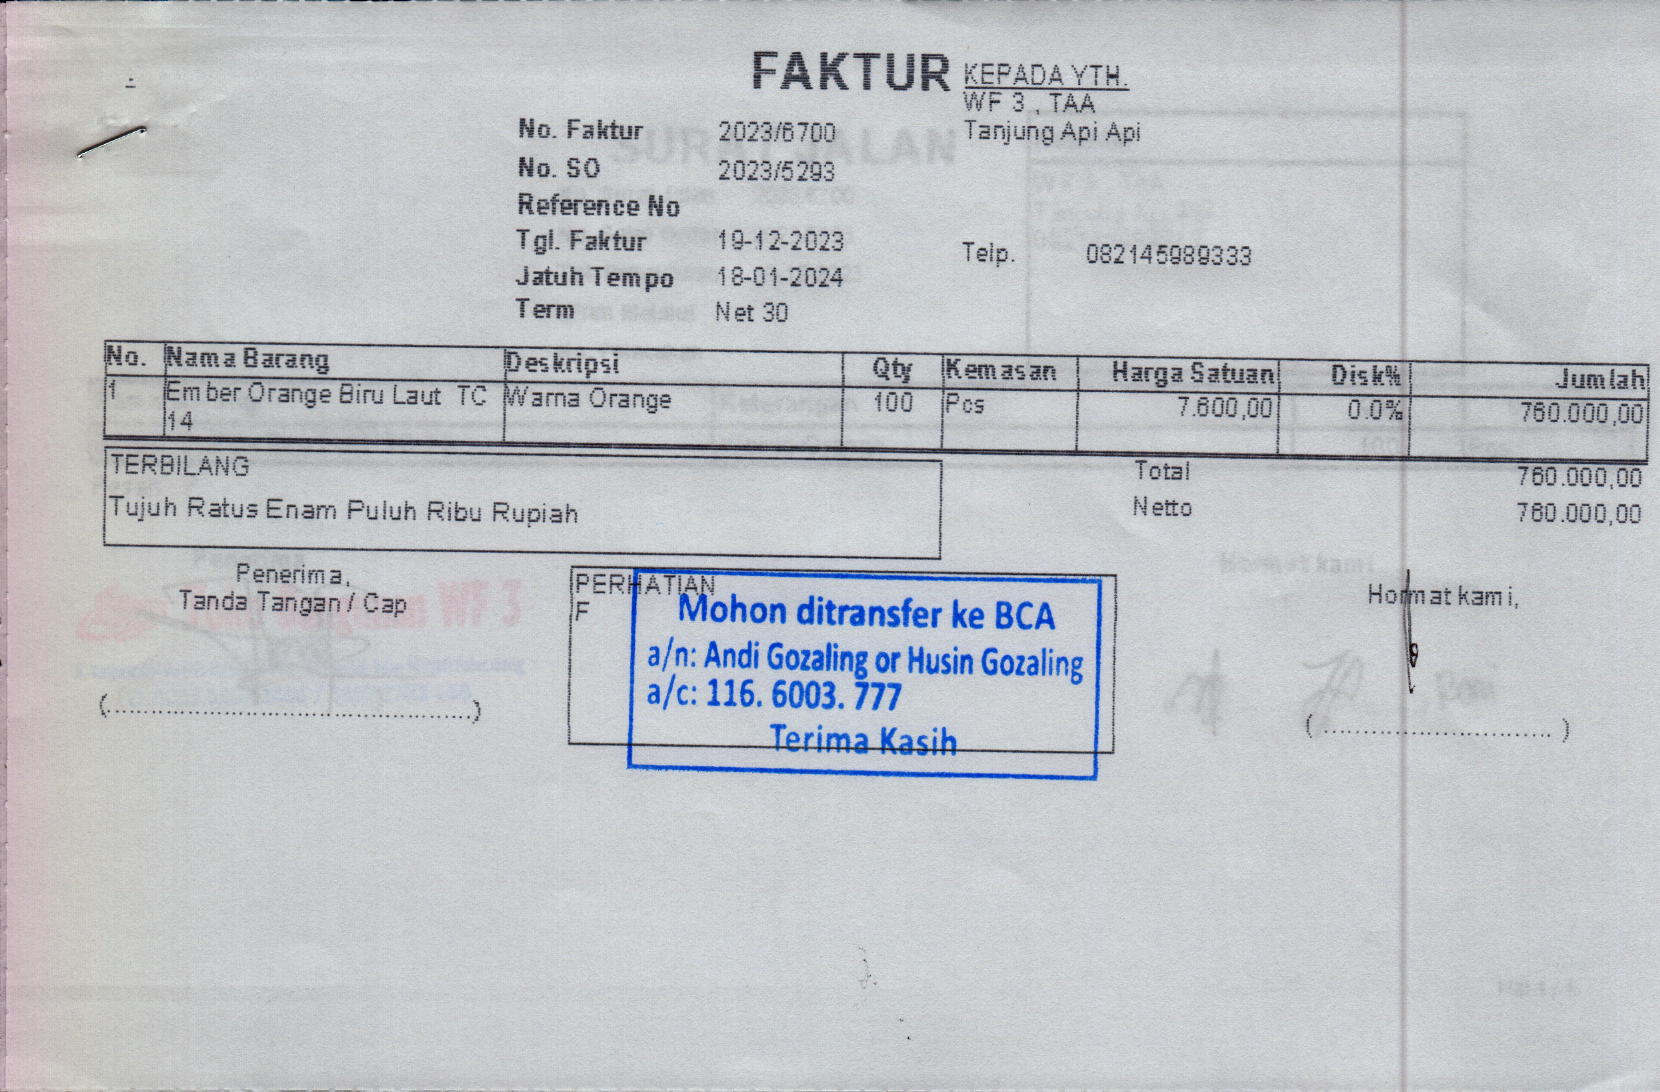 FAKTUR
KEPADA YTH.
WF 3 , TAA
Tanjung Api Api
No. Faktur 2023/6700
No. SO 2023/5293
Reference No
Tgl. Faktur 19-12-2023
Jatuh Tempo 18-01-2024
Term Net 30
Telp. 082145989333
No. Nama Barang Deskripsi Qty Kemasan Harga Satuan Disk% Jumlah
1 Ember Orange Biru Laut TC Warna Orange 100 Pcs 7.600,00 0.0% 760.000,00
14
TERBILANG
Tujuh Ratus Enam Puluh Ribu Rupiah
Total 760.000,00
Netto 760.000,00
Penerima,
Tanda Tangan / Cap
(................................................)
PERHATIAN
F
Mohon ditransfer ke BCA
a/n: Andi Gozaling or Husin Gozaling
a/c: 116. 6003. 777
Terima Kasih
Hormat kami,
(............................. )
SURAT JALAN